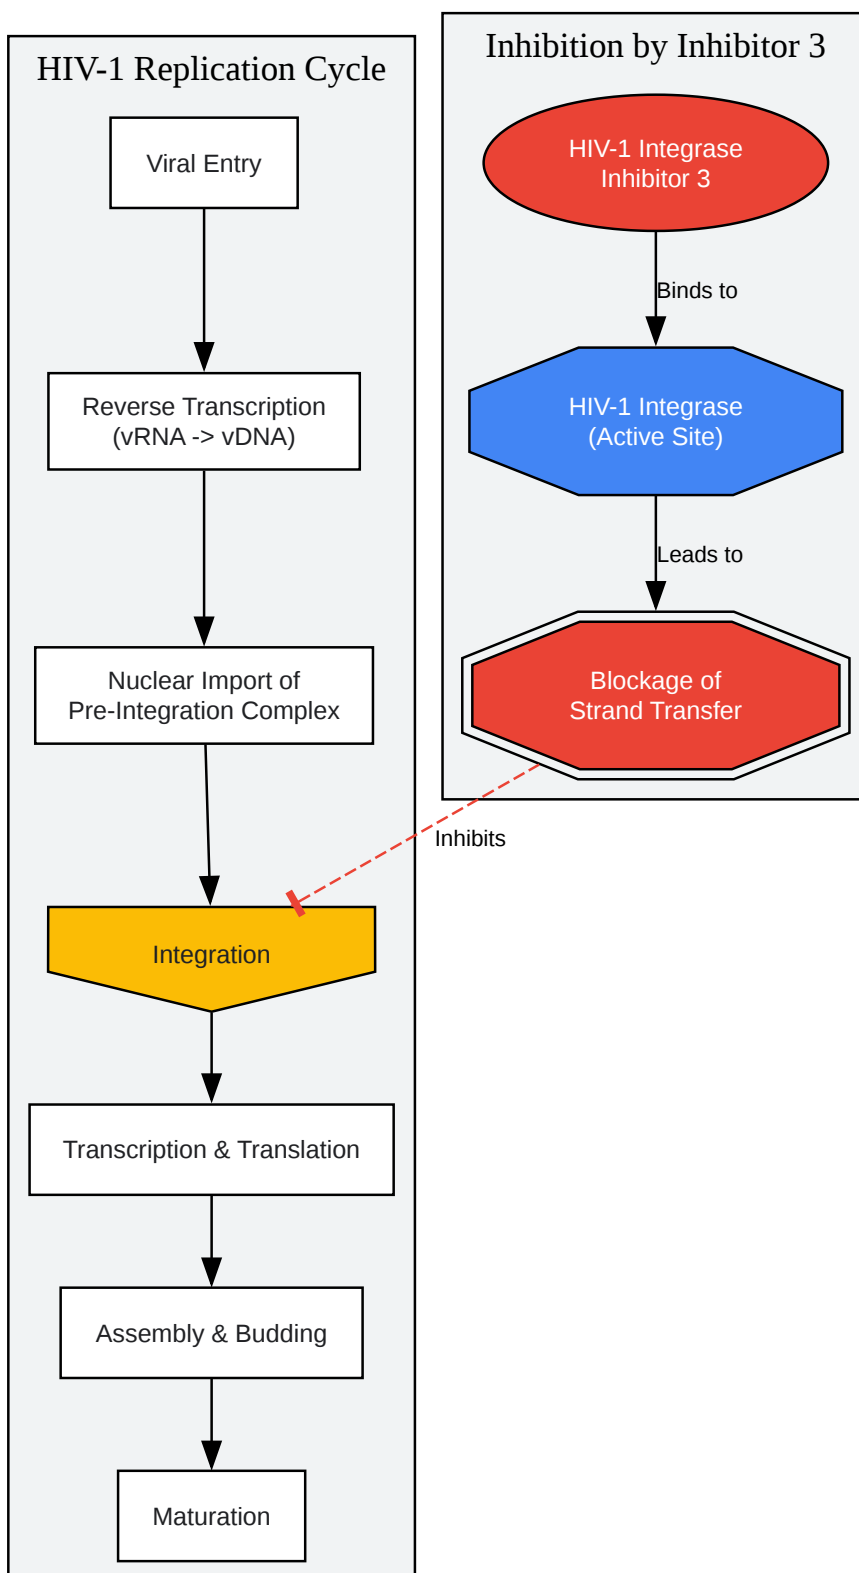 HIV-1 Replication Cycle
Viral Entry
Reverse Transcription
(vRNA -> vDNA)
Nuclear Import of
Pre-Integration Complex
Integration
Transcription & Translation
Assembly & Budding
Maturation
Inhibition by Inhibitor 3
HIV-1 Integrase
Inhibitor 3
Binds to
HIV-1 Integrase
(Active Site)
Leads to
Blockage of
Strand Transfer
Inhibits